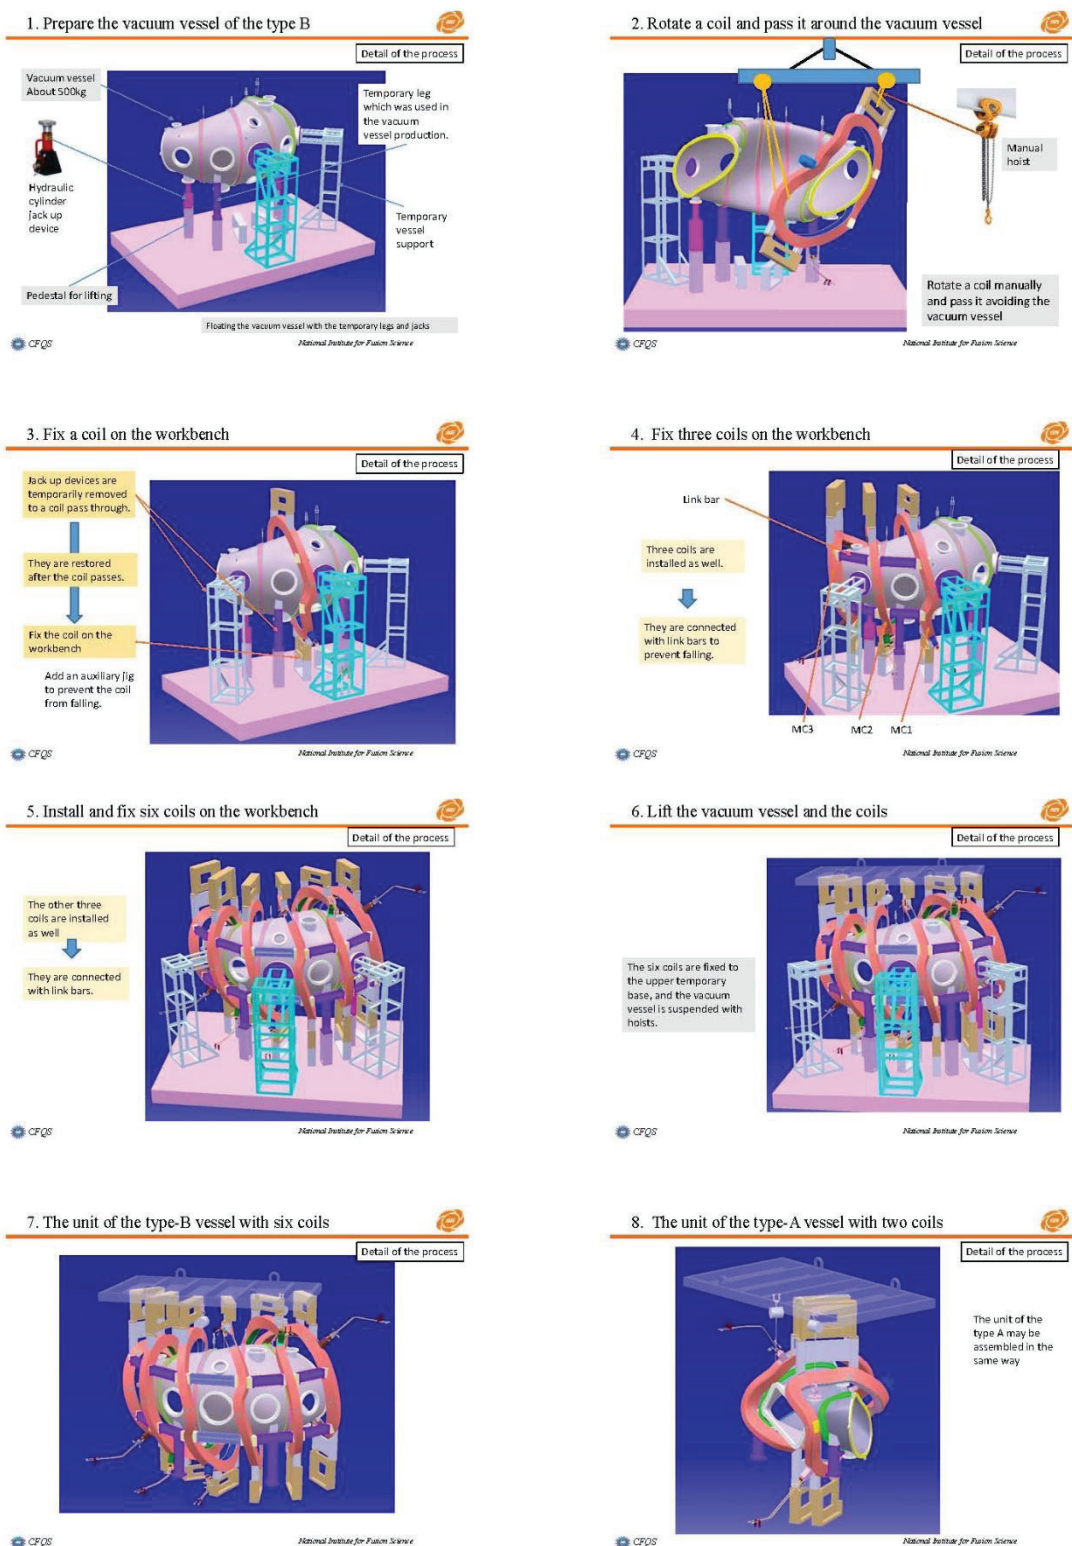 1. Prepare the vacuum vessel of the type B
Detail of the process
Vacuum vessel
About 500kg
Temporary leg
which was used in
the vacuum
vessel production.
Hydraulic
cylinder
jack up
device
Temporary
vessel
support
Pedestal for lifting
Floating the vacuum vessel with the temporary legs and jacks
CFQS
National Institute for Fusion Science
2. Rotate a coil and pass it around the vacuum vessel
Detail of the process
Manual
hoist
Rotate a coil manually
and pass it avoiding the
vacuum vessel
CFQS
National Institute for Fusion Science
3. Fix a coil on the workbench
Detail of the process
Jack up devices are
temporarily removed
to a coil pass through.
They are restored
after the coil passes.
Fix the coil on the
workbench
Add an auxiliary jig
to prevent the coil
from falling.
CFQS
National Institute for Fusion Science
4. Fix three coils on the workbench
Detail of the process
Link bar
Three coils are
installed as well.
They are connected
with link bars to
prevent falling.
MC3 MC2 MC1
CFQS
National Institute for Fusion Science
5. Install and fix six coils on the workbench
Detail of the process
The other three
coils are installed
as well
They are connected
with link bars.
CFQS
National Institute for Fusion Science
6. Lift the vacuum vessel and the coils
Detail of the process
The six coils are fixed to
the upper temporary
base, and the vacuum
vessel is suspended with
hoists.
CFQS
National Institute for Fusion Science
7. The unit of the type-B vessel with six coils
Detail of the process
CFQS
National Institute for Fusion Science
8. The unit of the type-A vessel with two coils
Detail of the process
The unit of the
type A may be
assembled in the
same way
CFQS
National Institute for Fusion Science